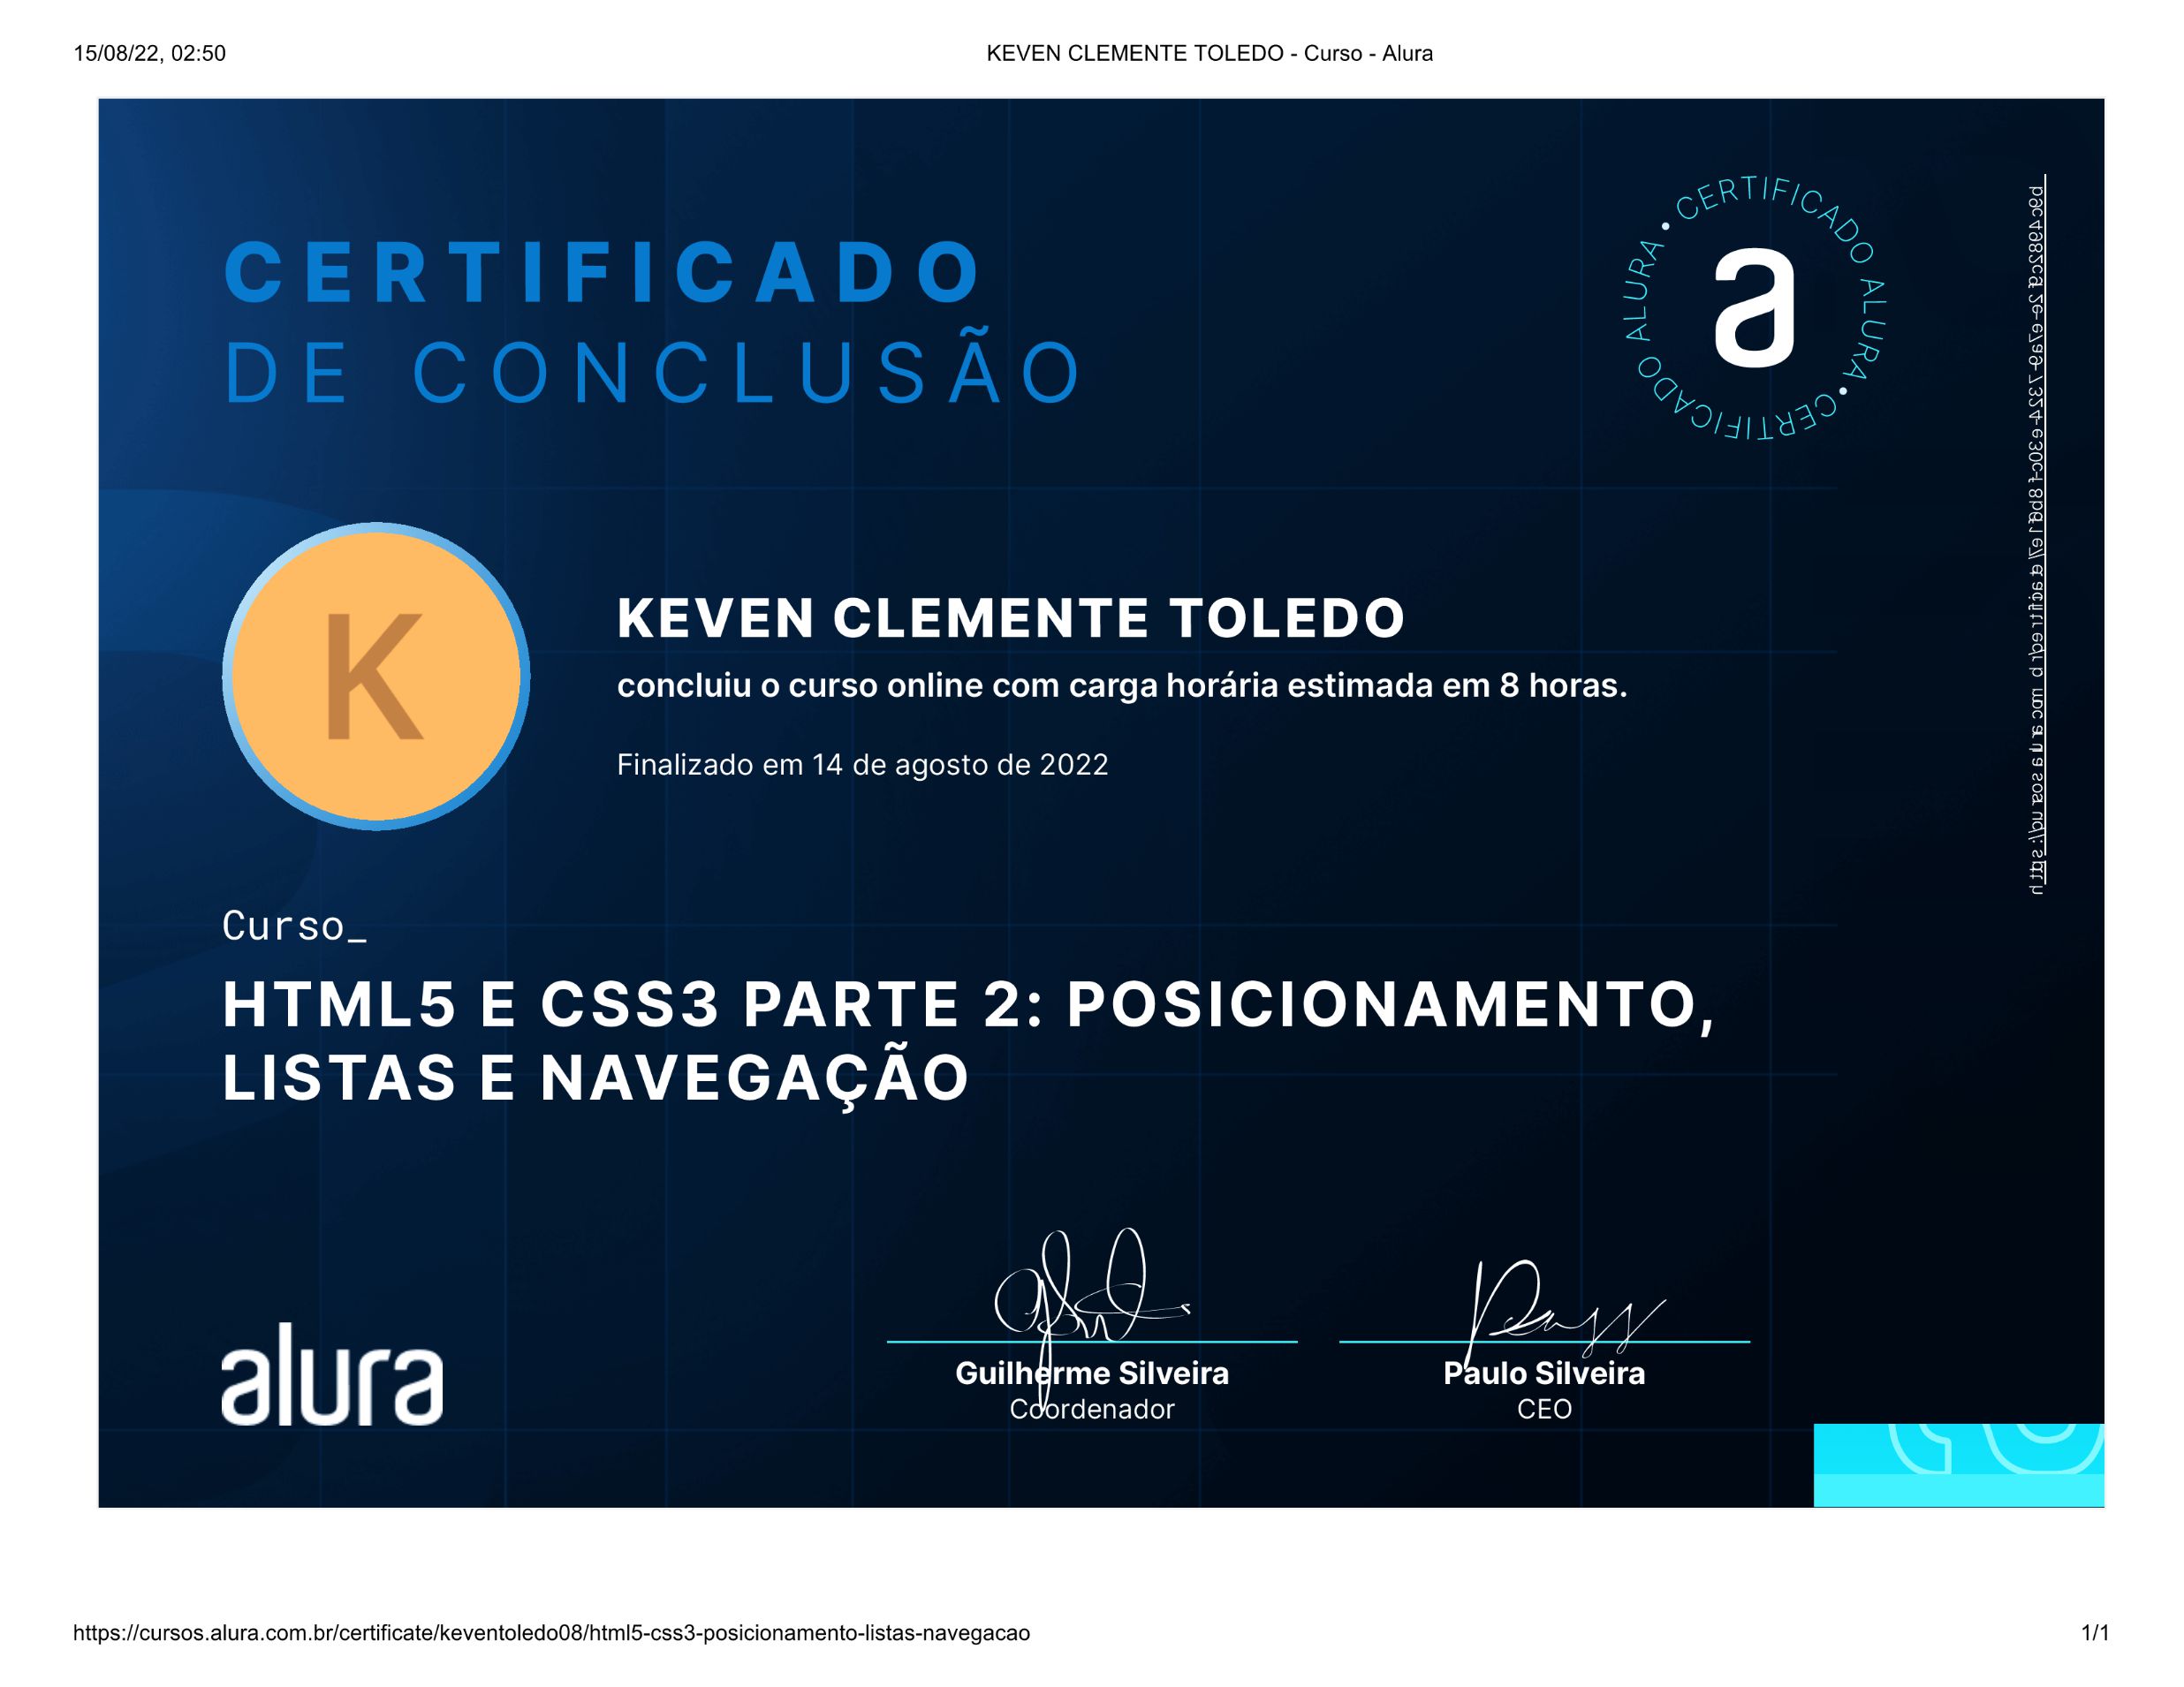 15/08/22, 02:50
KEVEN CLEMENTE TOLEDO - Curso - Alura
CERTIFICADO
DE CONCLUSÃO
CERTIFICADO ALURA • CERTIFICADO ALURA •
a
K
KEVEN CLEMENTE TOLEDO
concluiu o curso online com carga horária estimada em 8 horas.
Finalizado em 14 de agosto de 2022
Curso_
HTML5 E CSS3 PARTE 2: POSICIONAMENTO,
LISTAS E NAVEGAÇÃO
alura
Guilherme Silveira
Coordenador
Paulo Silveira
CEO
https://cursos.alura.com.br/certificate/keventoledo08/html5-css3-posicionamento-listas-navegacao
1/1